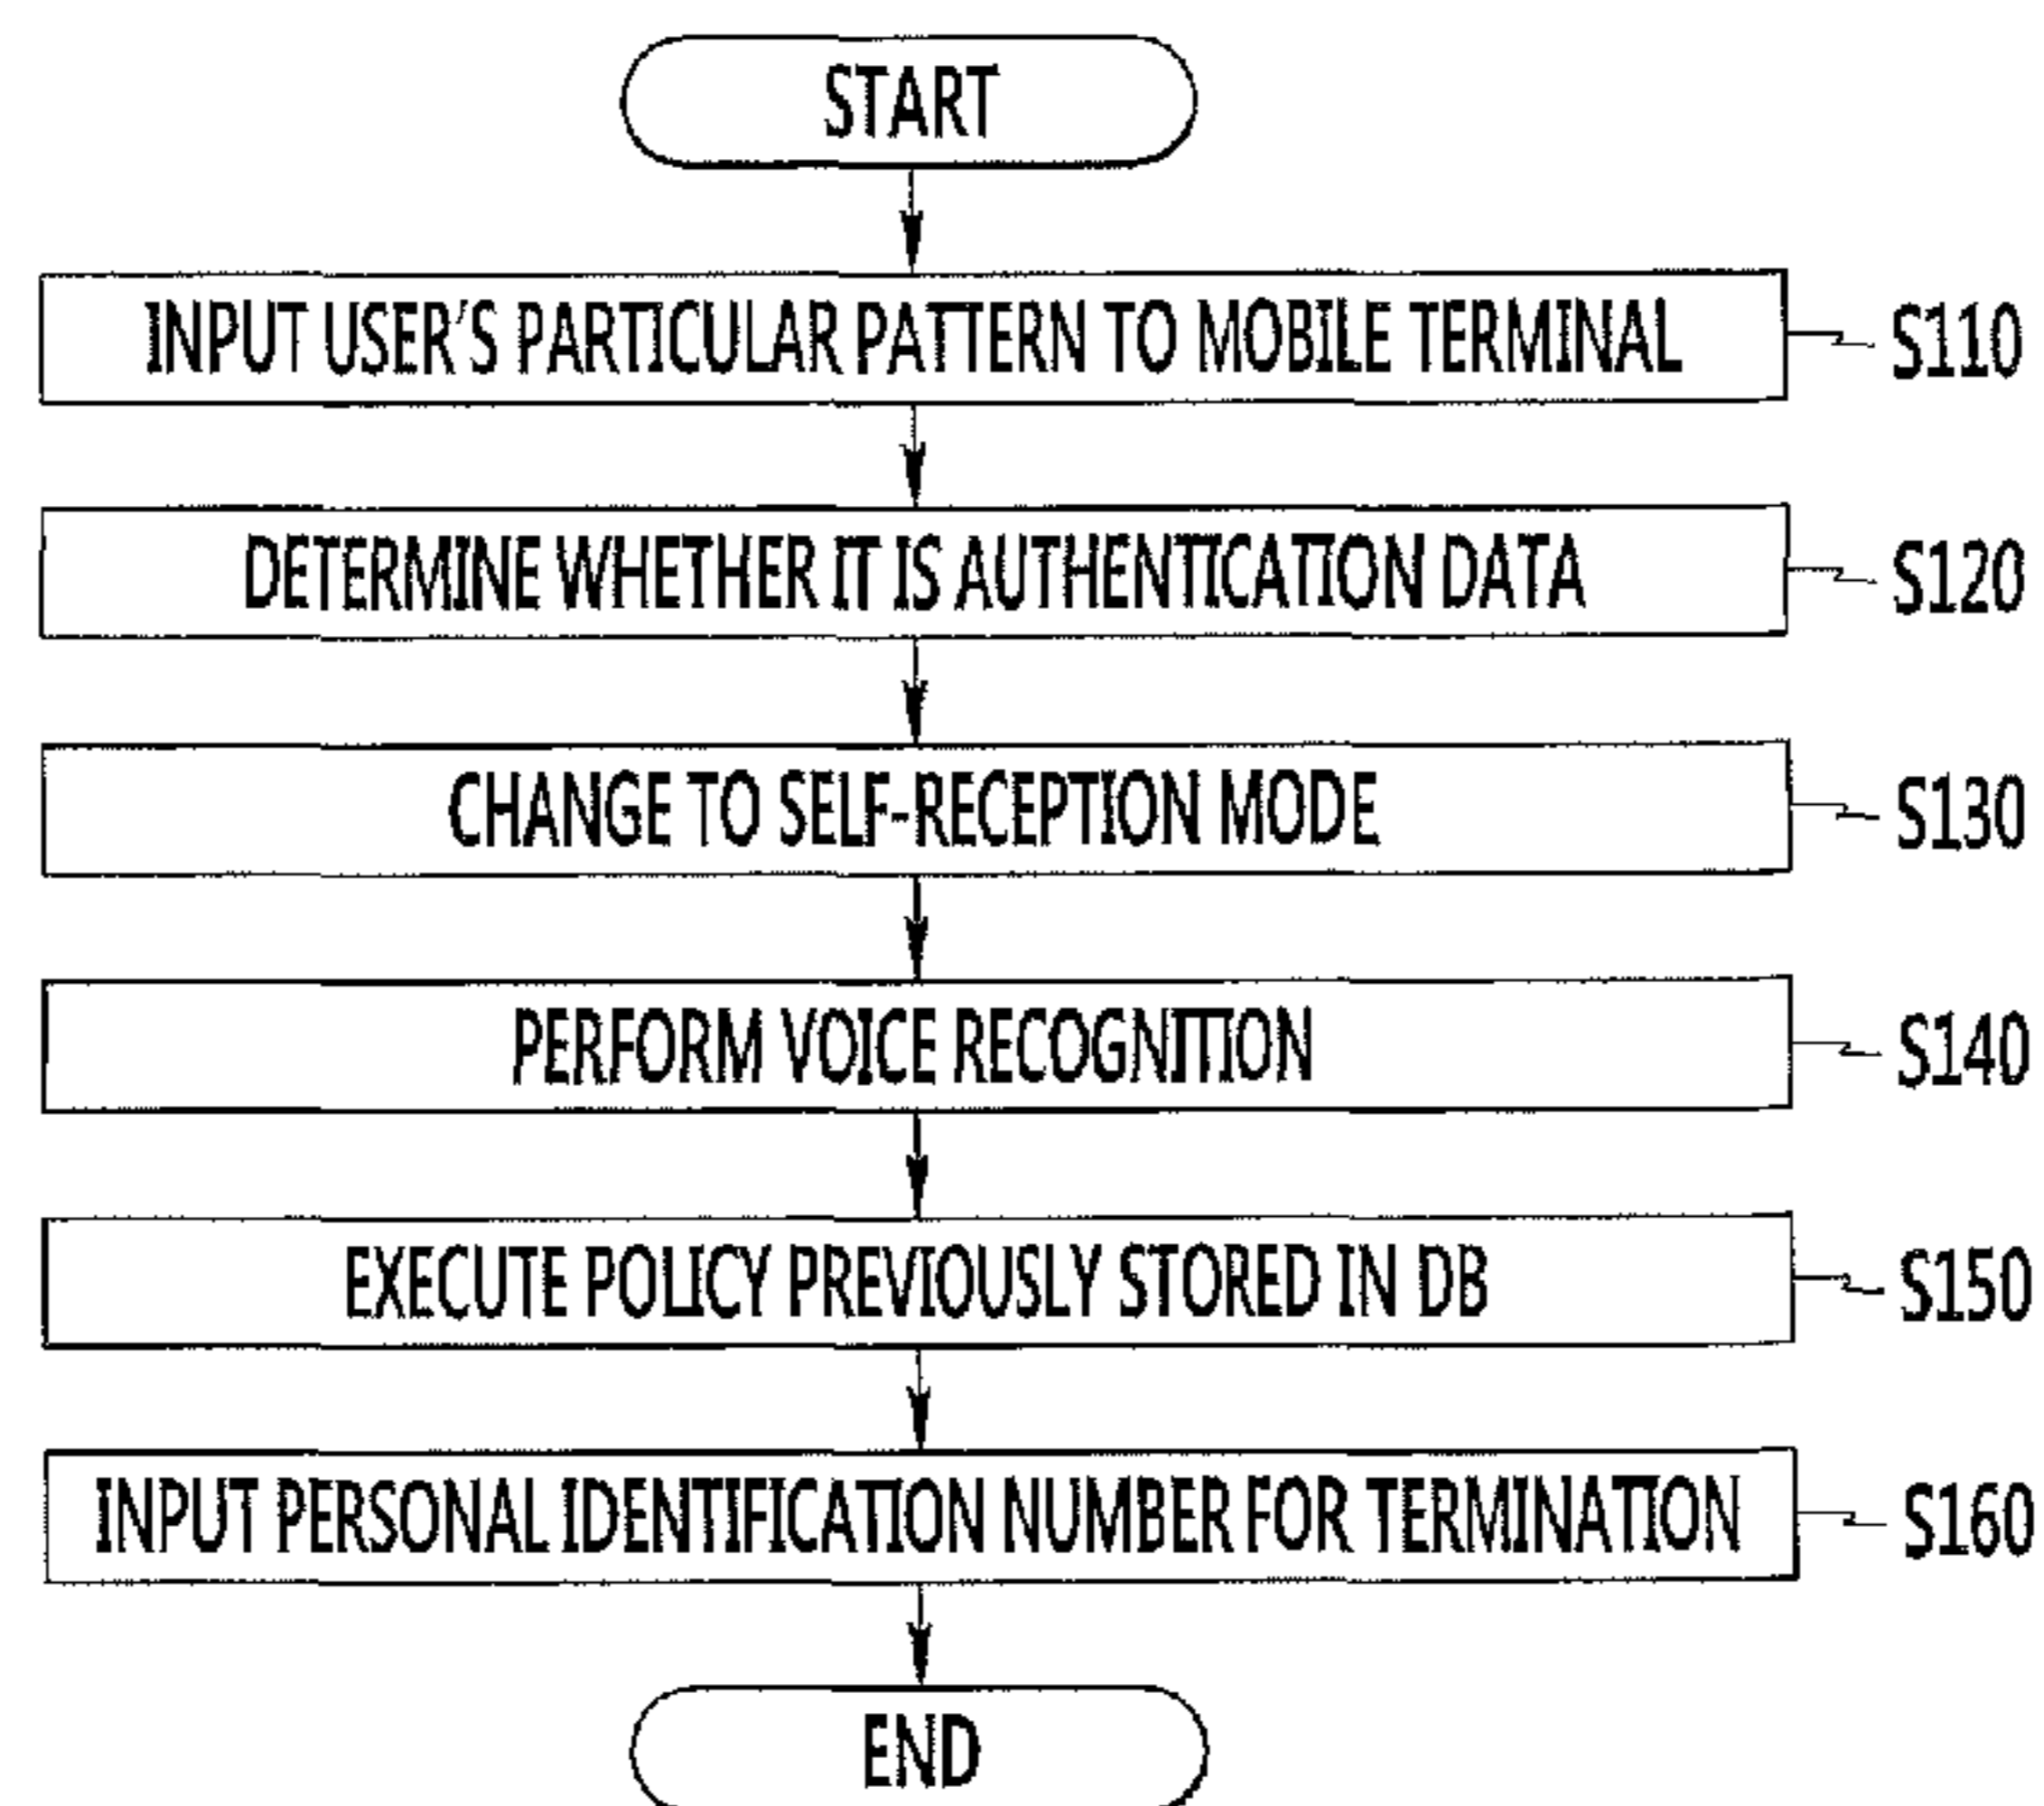 START
INPUT USER'S PARTICULAR PATTERN TO MOBILE TERMINAL
S110
DETERMINE WHETHER IT IS AUTHENTICATION DATA
S120
CHANGE TO SELF-RECEPTION MODE
S130
PERFORM VOICE RECOGNITION
S140
EXECUTE POLICY PREVIOUSLY STORED IN DB
S150
INPUT PERSONAL IDENTIFICATION NUMBER FOR TERMINATION
S160
END